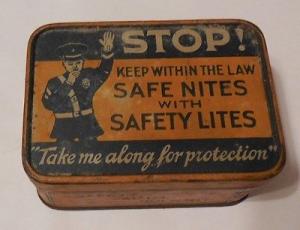 STOP!
KEEP WITHIN THE LAW
SAFE NITES
WITH
SAFETY LITES
"Take me along for protection"